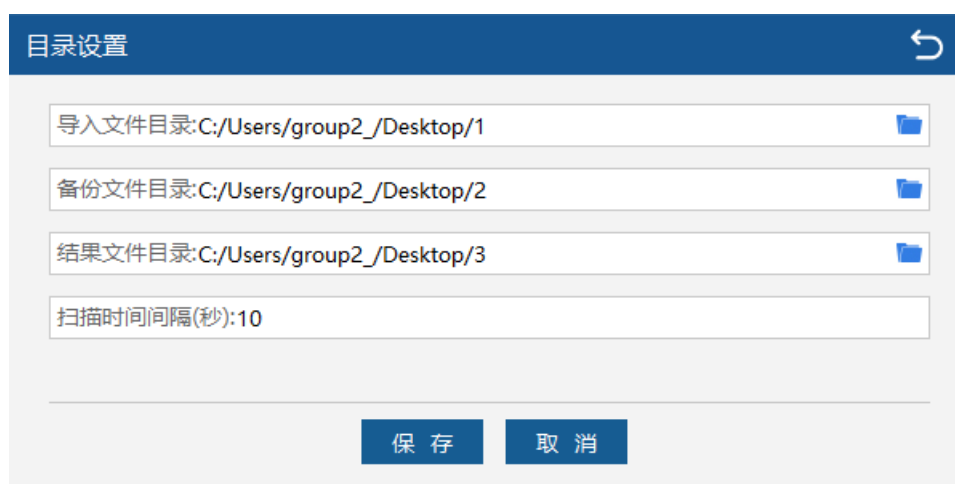 目录设置
导入文件目录:C:/Users/group2_/Desktop/1
备份文件目录:C:/Users/group2_/Desktop/2
结果文件目录:C:/Users/group2_/Desktop/3
扫描时间间隔(秒):10
保 存 取 消